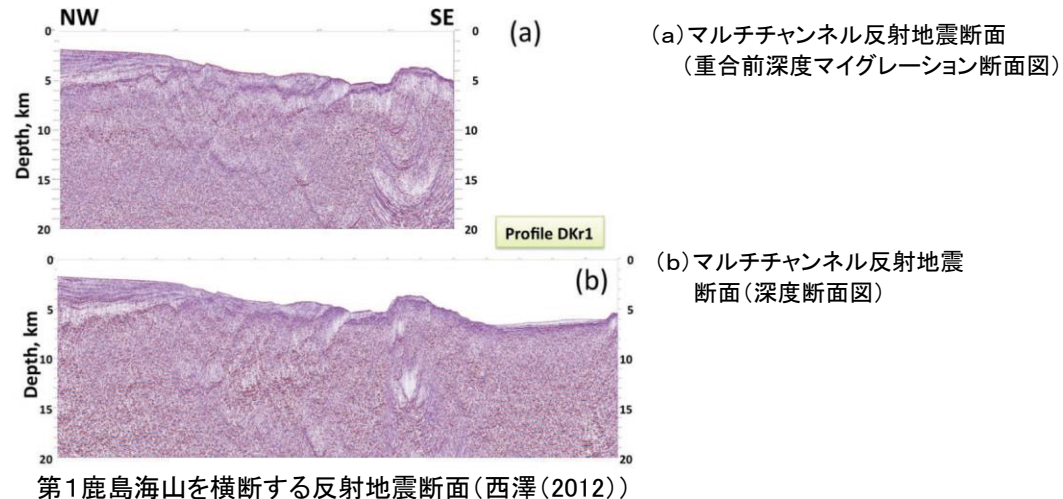 NW
SE
(a)
0
5
10
15
20
Depth, km
0
5
10
15
20
(a)マルチチャンネル反射地震断面
(重合前深度マイグレーション断面図)
Profile DKr1
(b)
0
5
10
15
20
Depth, km
0
5
10
15
20
(b)マルチチャンネル反射地震
断面(深度断面図)
第1鹿島海山を横断する反射地震断面(西澤(2012))